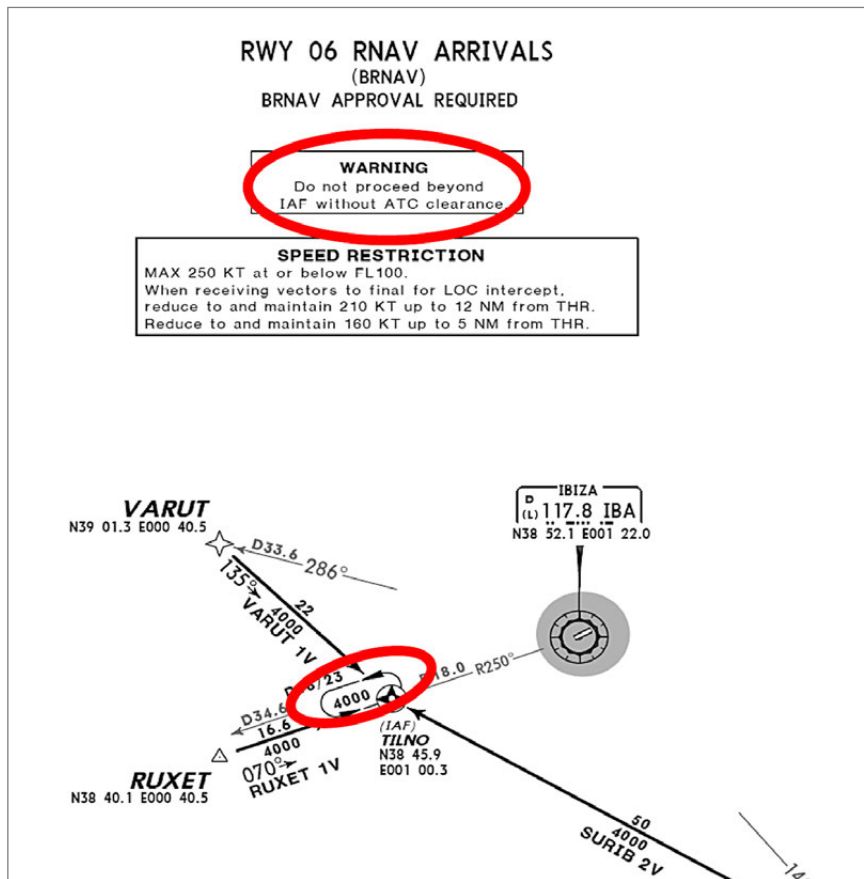 RWY 06 RNAV ARRIVALS
(BRNAV)
BRNAV APPROVAL REQUIRED
WARNING
Do not proceed beyond
IAF without ATC clearance.
SPEED RESTRICTION
MAX 250 KT at or below FL100.
When receiving vectors to final for LOC intercept,
reduce to and maintain 210 KT up to 12 NM from THR.
Reduce to and maintain 160 KT up to 5 NM from THR.
IBIZA
D
(L) 117.8 IBA
N38 52.1 E001 22.0
VARUT
N39 01.3 E000 40.5
D33.6 286°
135°
22
4000
VARUT 1V
18.0 R250°
4000
D34.6
16.6
4000
070°
RUXET 1V
RUXET
N38 40.1 E000 40.5
(IAF)
TILNO
N38 45.9
E001 00.3
50
4000
SURIB 2V